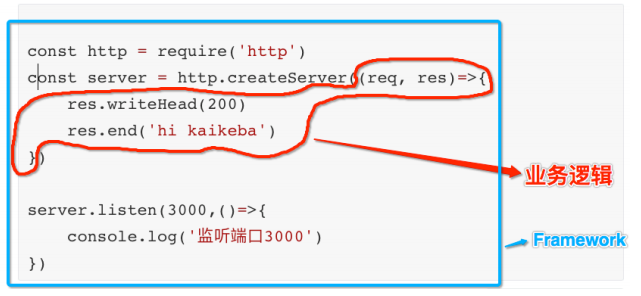 const http = require('http')
const server = http.createServer((req, res)=>{
    res.writeHead(200)
    res.end('hi kaikeba')
})
业务逻辑
server.listen(3000,()=>{
Framework
    console.log('监听端口3000')
})